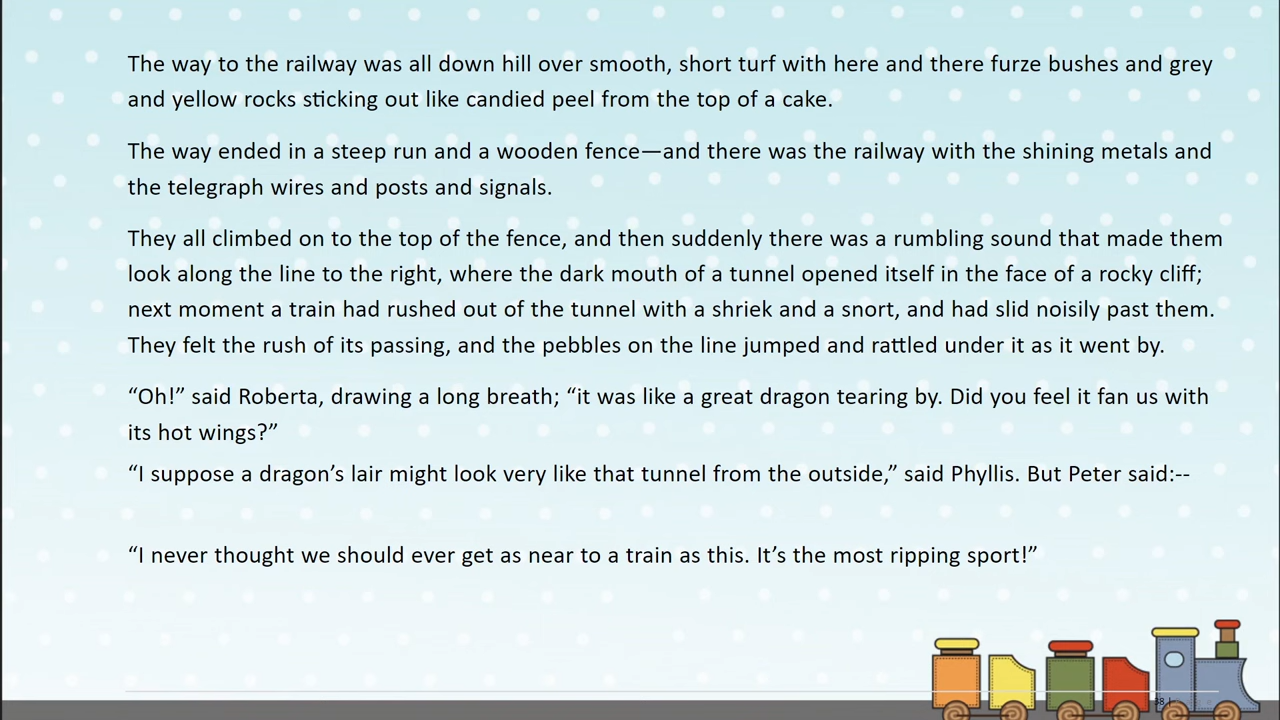 The way to the railway was all down hill over smooth, short turf with here and there furze bushes and grey
and yellow rocks sticking out like candied peel from the top of a cake.
The way ended in a steep run and a wooden fence—and there was the railway with the shining metals and
the telegraph wires and posts and signals.
They all climbed on to the top of the fence, and then suddenly there was a rumbling sound that made them
look along the line to the right, where the dark mouth of a tunnel opened itself in the face of a rocky cliff;
next moment a train had rushed out of the tunnel with a shriek and a snort, and had slid noisily past them.
They felt the rush of its passing, and the pebbles on the line jumped and rattled under it as it went by.
“Oh!” said Roberta, drawing a long breath; “it was like a great dragon tearing by. Did you feel it fan us with
its hot wings?”
“I suppose a dragon’s lair might look very like that tunnel from the outside,” said Phyllis. But Peter said:--
“I never thought we should ever get as near to a train as this. It’s the most ripping sport!”